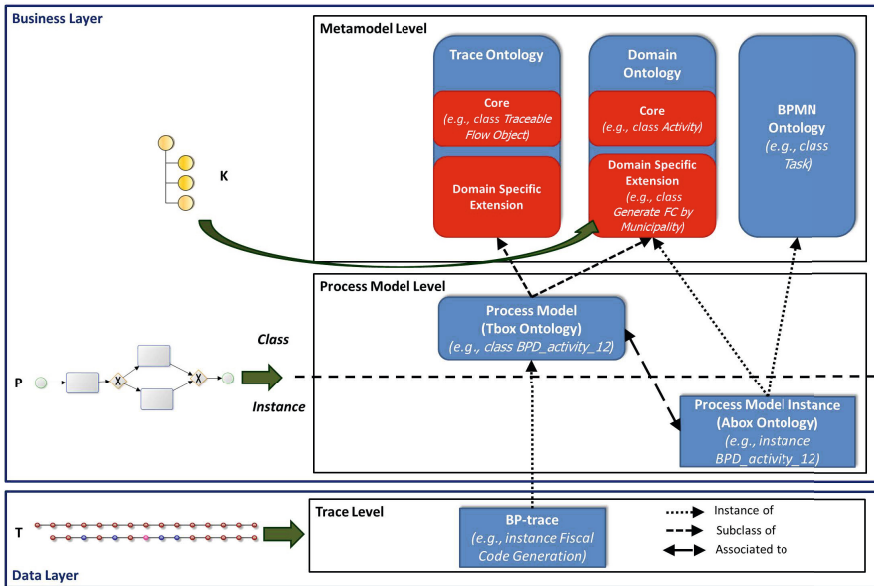 Business Layer
Metamodel Level
Trace Ontology
Core
(e.g., class Traceable
Flow Object)
Domain Specific
Extension
Domain
Ontology
Core
(e.g., class Activity)
Domain Specific
Extension
(e.g., class
Generate FC by
Municipality)
BPMN
Ontology
(e.g., class
Task)
K
Process Model Level
Process Model
(Tbox Ontology)
(e.g., class BPD_activity_12)
P
X
X
Class
Instance
Process Model Instance
(Abox Ontology)
(e.g., instance
BPD_activity_12)
Trace Level
T
BP-trace
(e.g., instance Fiscal
Code Generation)
Instance of
Subclass of
Associated to
Data Layer